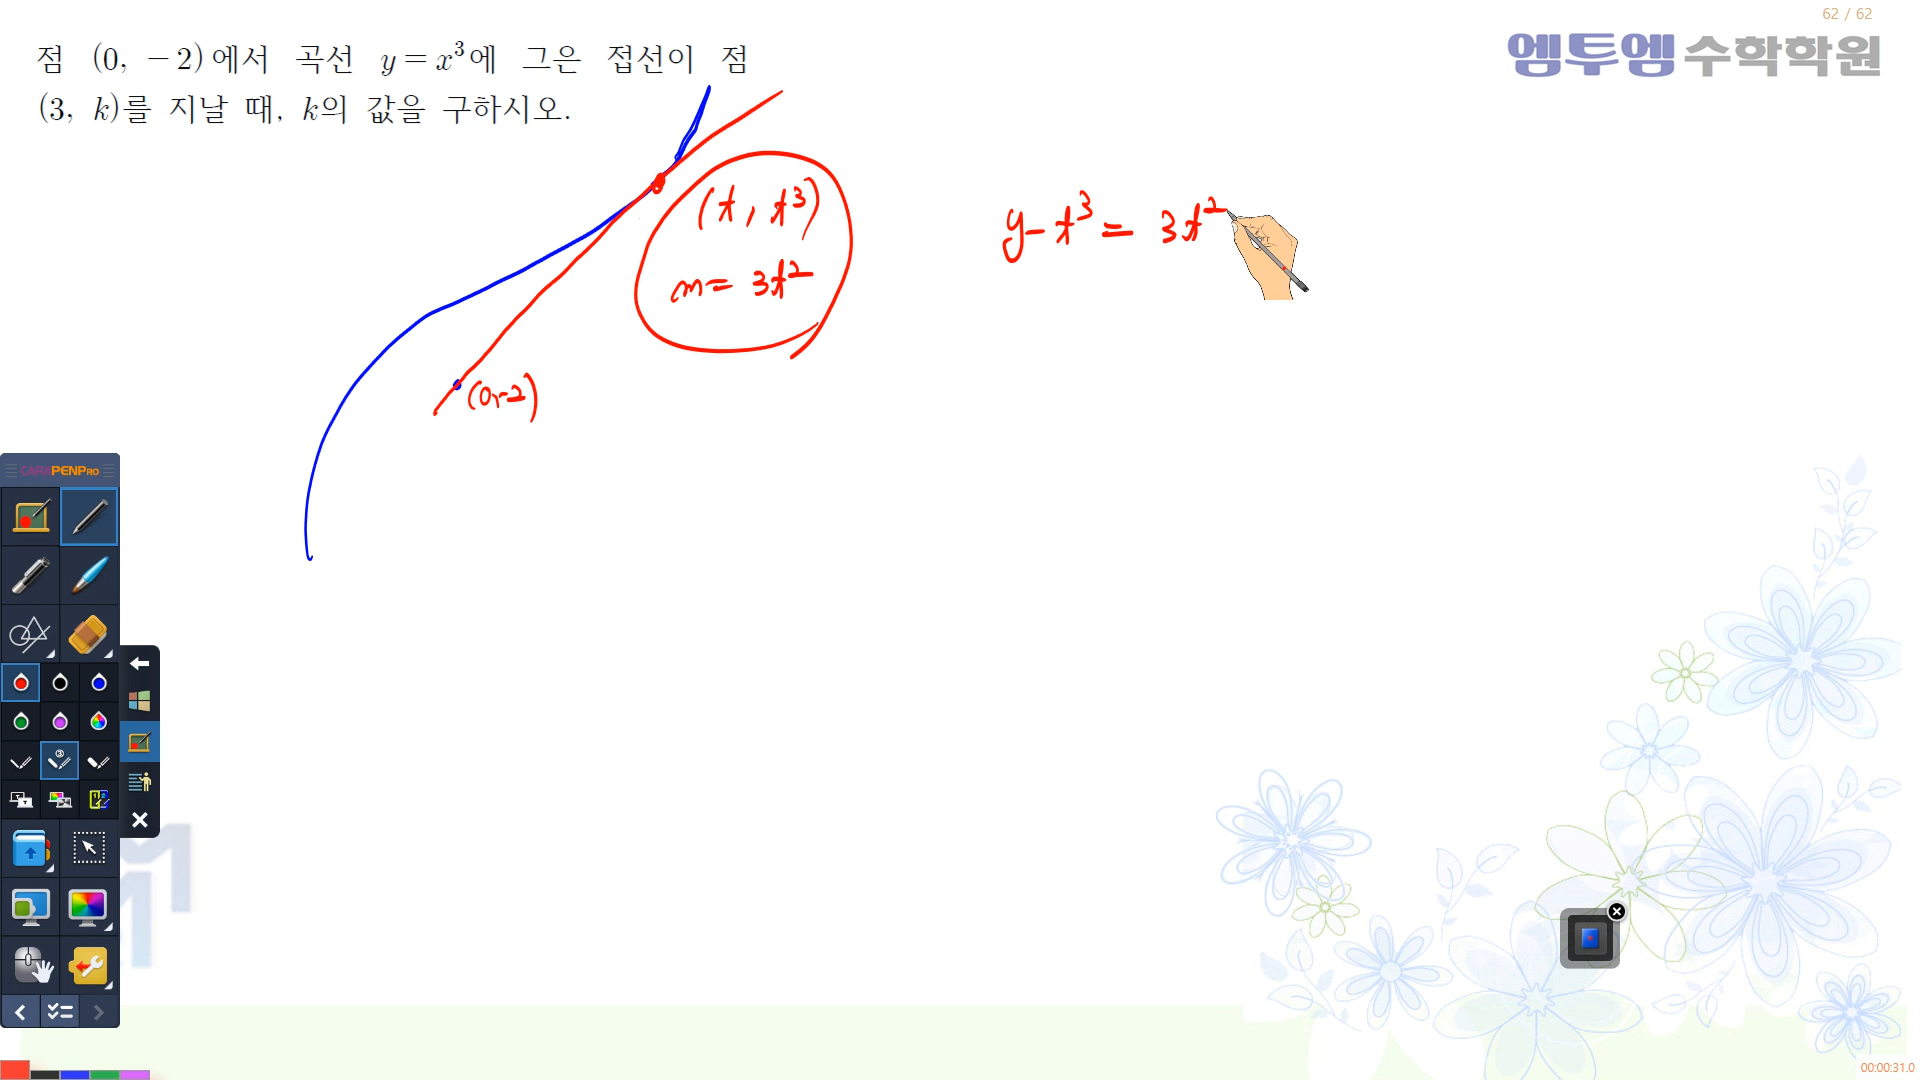 62 / 62
엠투엠 수학학원
점 (0, −2)에서 곡선 y=x³에 그은 접선이 점
(3, k)를 지날 때, k의 값을 구하시오.
(t, t³)
m = 3t²
(0, -2)
y - t³ = 3t²
CARAPENPRO
00:00:31.0